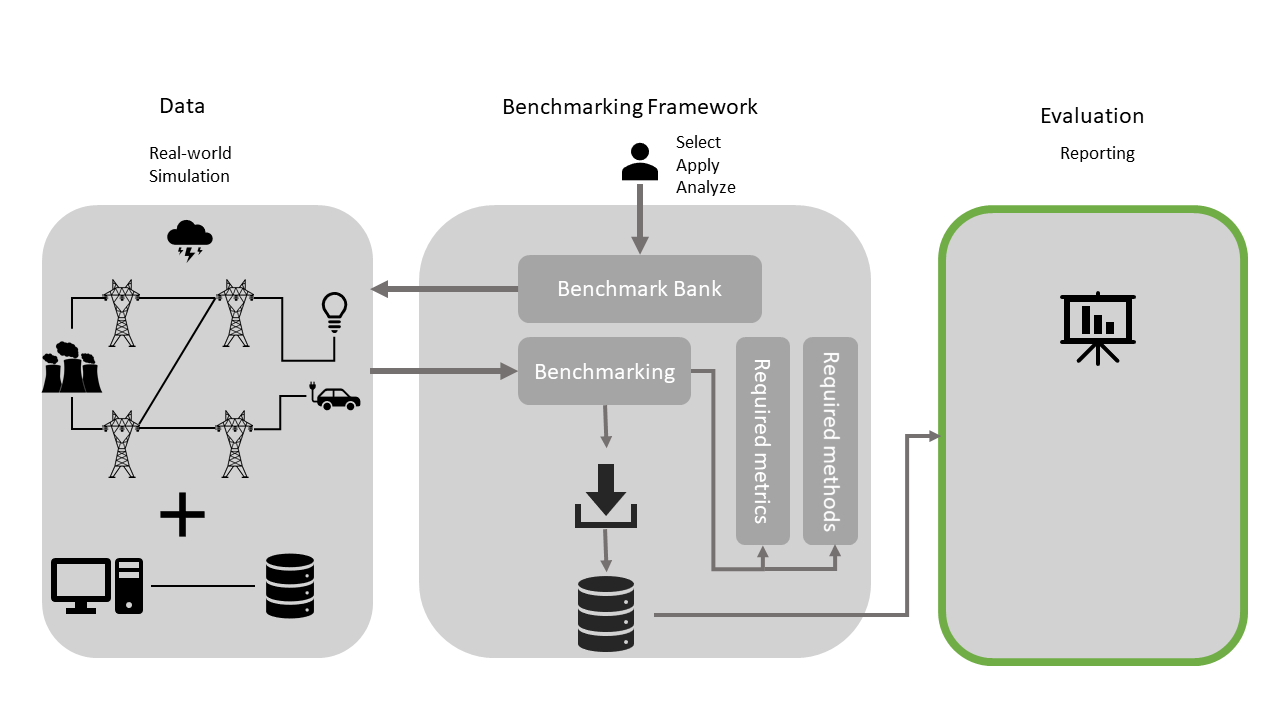 Data
Real-world
Simulation
Benchmarking Framework
Select
Apply
Analyze
Benchmark Bank
Benchmarking
Required metrics
Required methods
Evaluation
Reporting